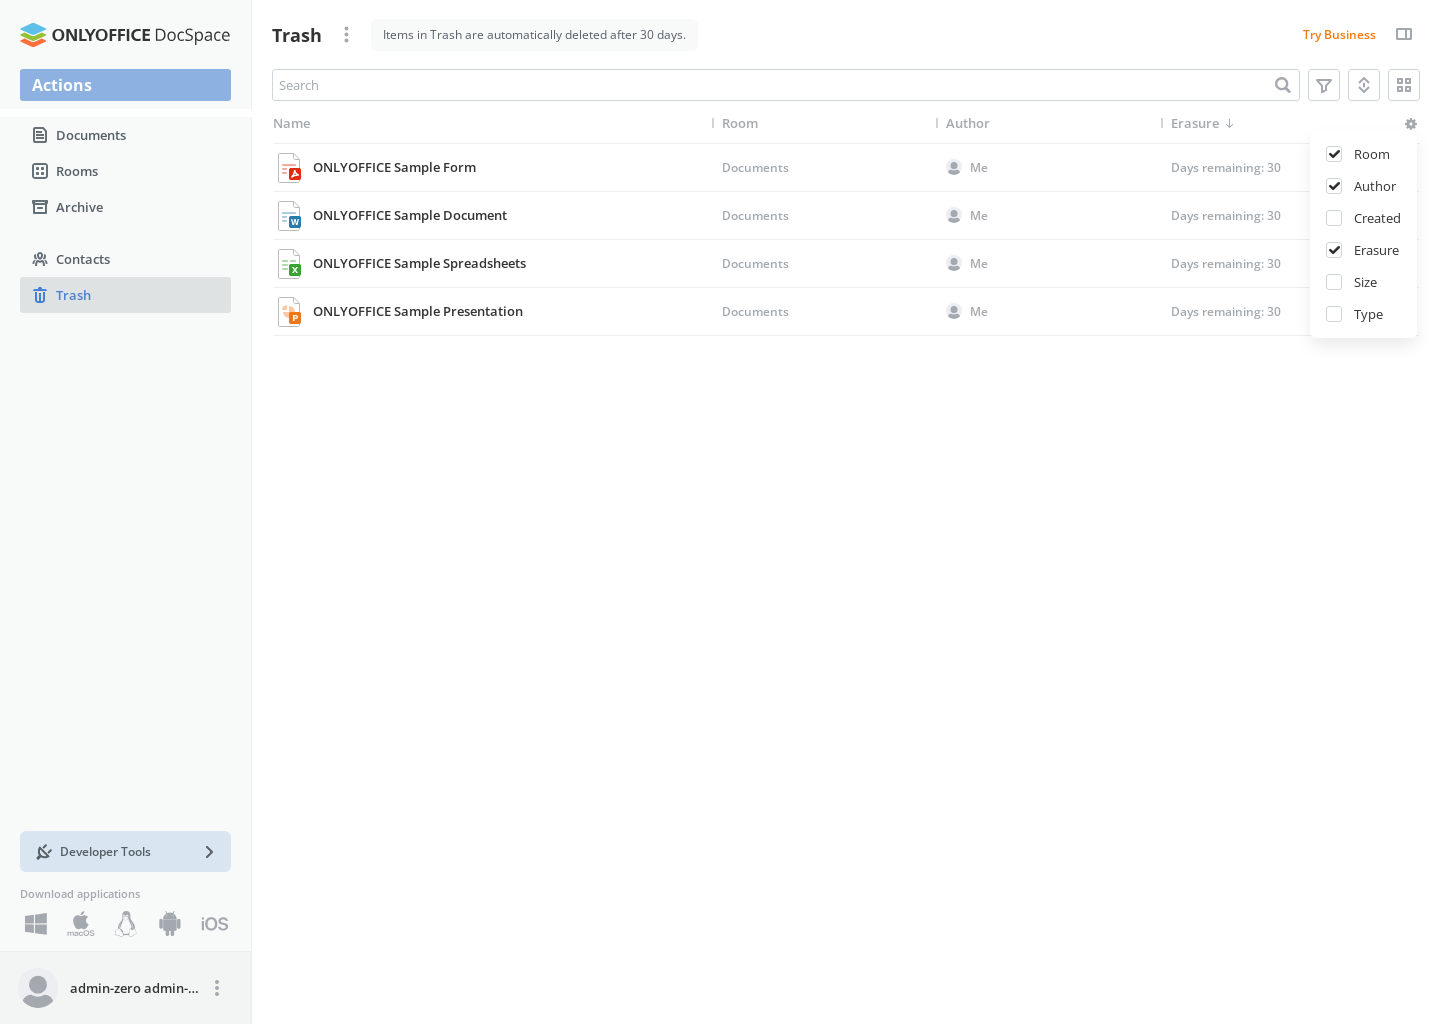 ONLYOFFICE DocSpace
Actions
Documents
Rooms
Archive
Contacts
Trash
Developer Tools
Download applications
macOS
iOS
admin-zero admin-...
Trash
Items in Trash are automatically deleted after 30 days.
Try Business
Search
Name Room Author Erasure
ONLYOFFICE Sample Form Documents Me Days remaining: 30
W ONLYOFFICE Sample Document Documents Me Days remaining: 30
X ONLYOFFICE Sample Spreadsheets Documents Me Days remaining: 30
P ONLYOFFICE Sample Presentation Documents Me Days remaining: 30
Room
Author
Created
Erasure
Size
Type